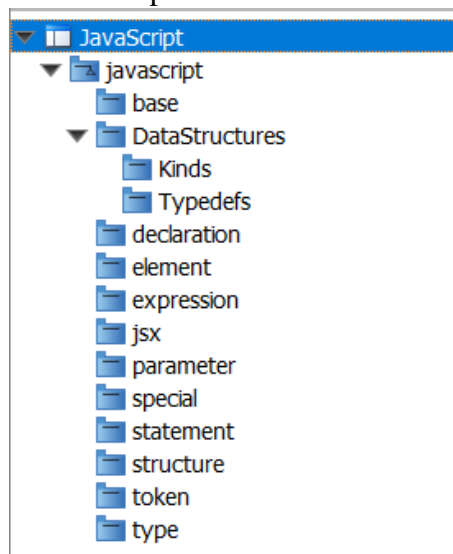 JavaScript
javascript
base
DataStructures
Kinds
Typedefs
declaration
element
expression
jsx
parameter
special
statement
structure
token
type